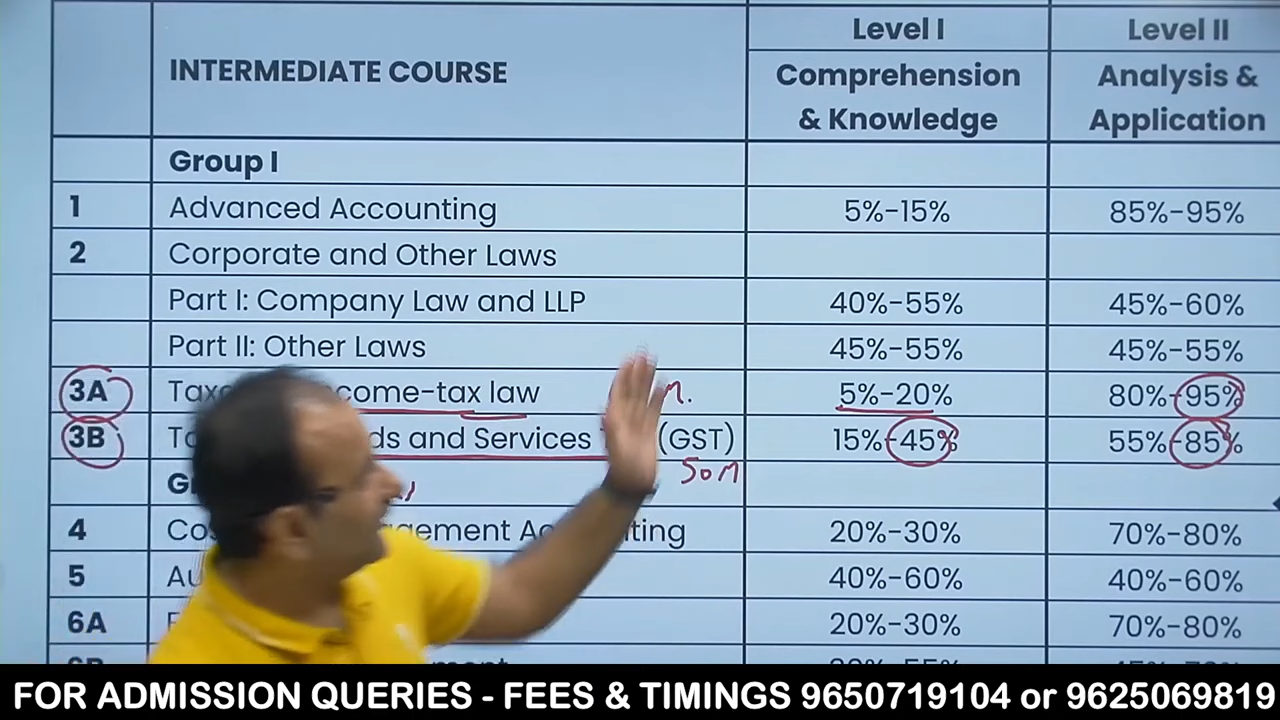 Level I Level II
INTERMEDIATE COURSE Comprehension & Knowledge Analysis & Application
Group I
1 Advanced Accounting 5%-15% 85%-95%
2 Corporate and Other Laws
Part I: Company Law and LLP 40%-55% 45%-60%
Part II: Other Laws 45%-55% 45%-55%
3A come-tax law M. 5%-20% 80%-95%
3B ds and Services (GST) 15%-45% 55%-85%
50M
4 ement 20%-30% 70%-80%
5 40%-60% 40%-60%
6A 20%-30% 70%-80%
FOR ADMISSION QUERIES - FEES & TIMINGS 9650719104 or 9625069819